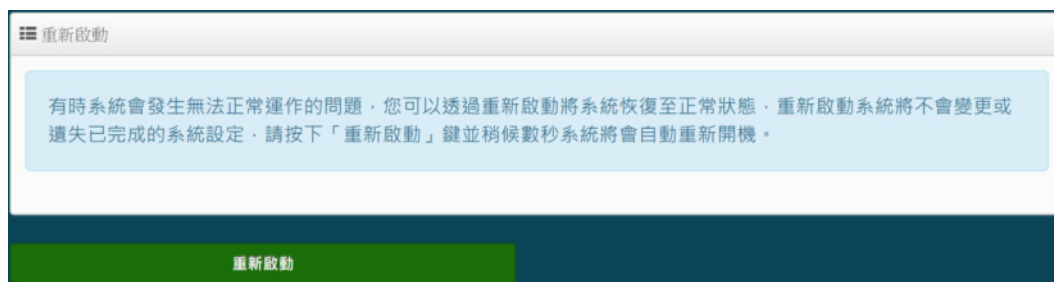 重新啟動
有時系統會發生無法正常運作的問題，您可以透過重新啟動將系統恢復至正常狀態，重新啟動系統將不會變更或
遺失已完成的系統設定，請按下「重新啟動」鍵並稍候數秒系統將會自動重新開機。
重新啟動